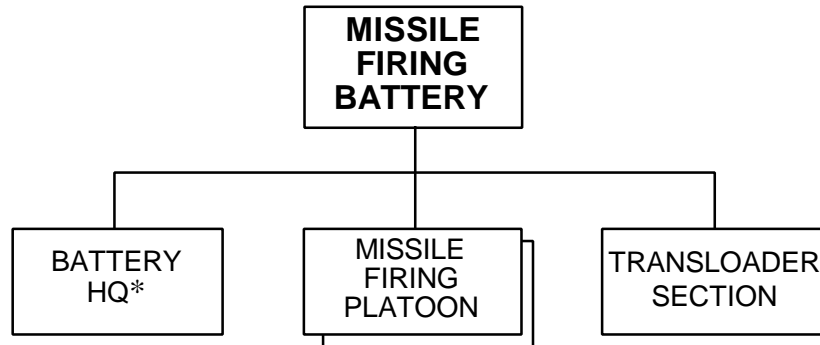 MISSILE
FIRING
BATTERY
BATTERY
HQ*
MISSILE
FIRING
PLATOON
TRANSLOADER
SECTION